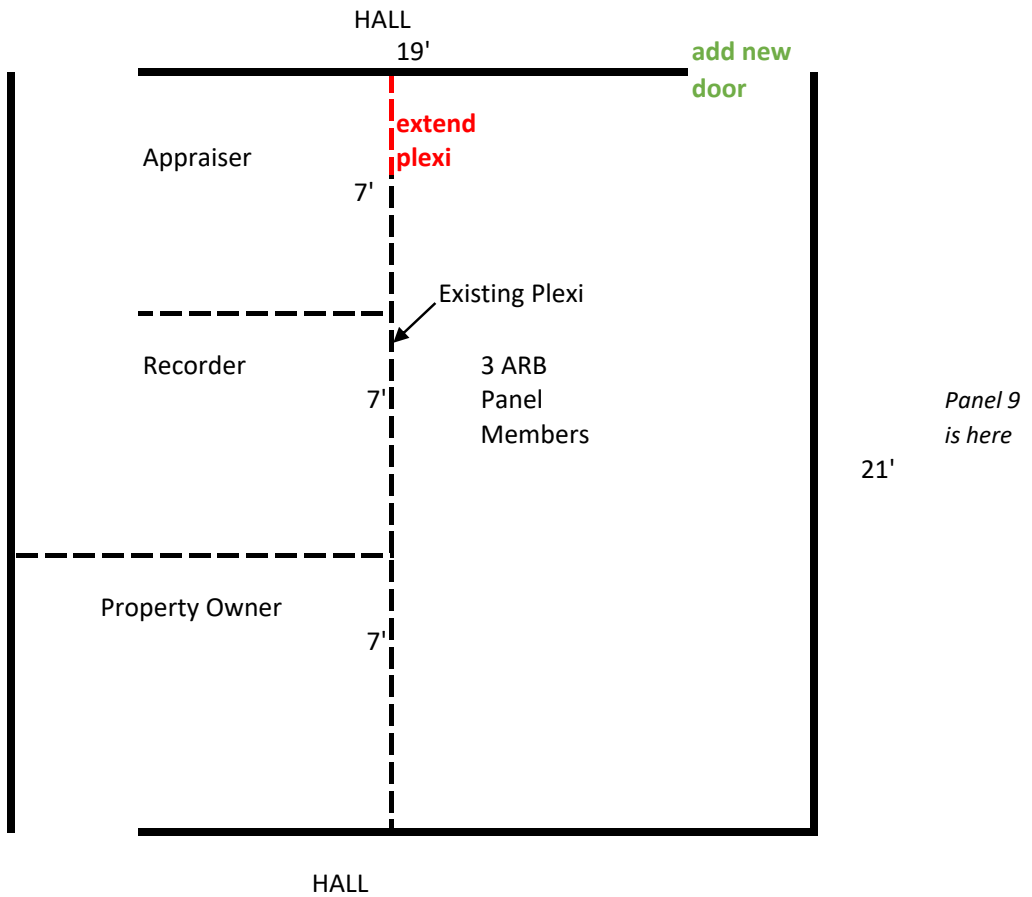 HALL
19'
add new
door
extend
plexi
Appraiser
7'
Existing Plexi
Recorder
3 ARB
7'
Panel
Members
Panel 9
is here
21'
Property Owner
7'
HALL